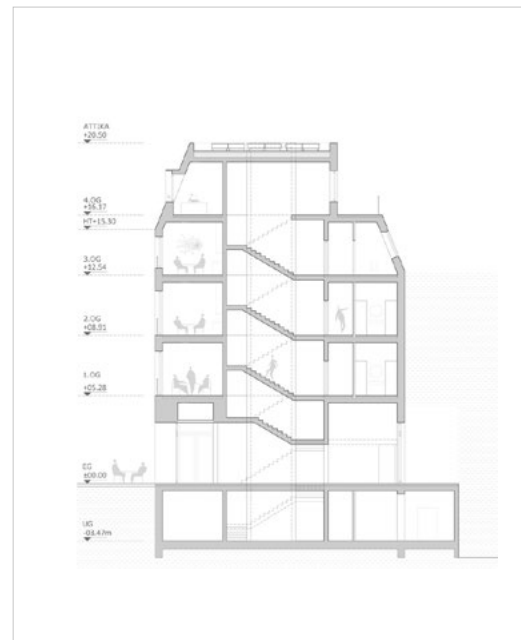 ATTIKA
+20.50
4.OG
+16.37
HT=15.30
3.OG
+12.54
2.OG
+08.91
1.OG
+05.28
EG
±00.00
UG
-03.47m